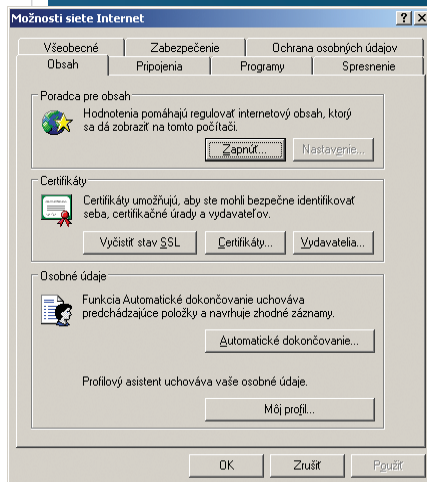 Možnosti siete Internet
Všeobecné
Zabezpečenie
Ochrana osobných údajov
Obsah
Pripojenia
Programy
Spresnenie
Poradca pre obsah
Hodnotenia pomáhajú regulovať internetový obsah, ktorý
sa dá zobraziť na tomto počítači.
Zapnúť...
Nastavenie...
Certifikáty
Certifikáty umožňujú, aby ste mohli bezpečne identifikovať
seba, certifikačné úrady a vydavateľov.
Vyčistiť stav SSL
Certifikáty...
Vydavatelia...
Osobné údaje
Funkcia Automatické dokončovanie uchováva
predchádzajúce položky a navrhuje zhodné záznamy.
Automatické dokončovanie...
Profilový asistent uchováva vaše osobné údaje.
Môj profil...
OK
Zrušiť
Použiť